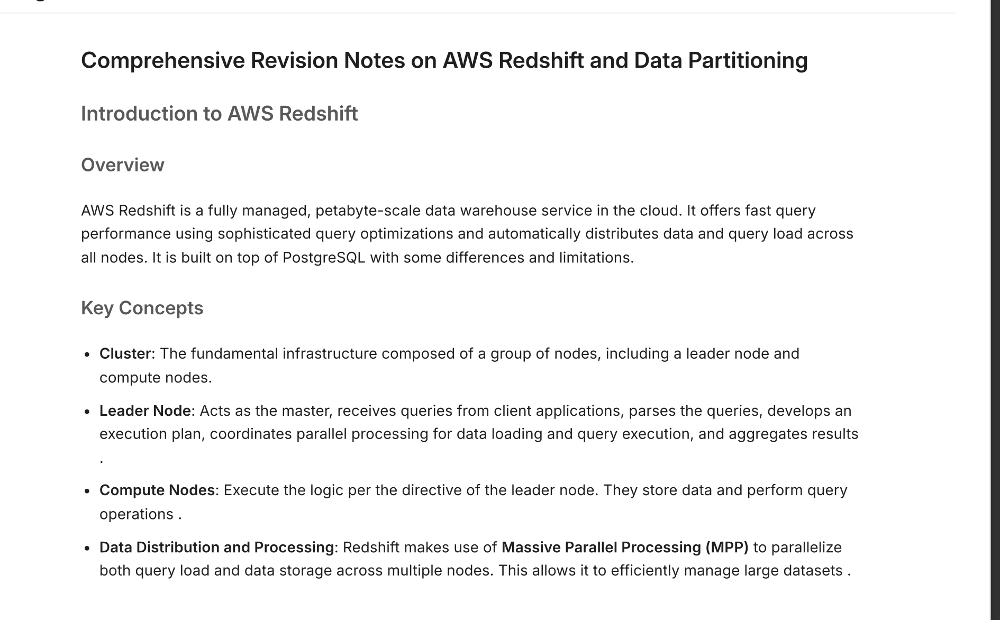 Comprehensive Revision Notes on AWS Redshift and Data Partitioning
Introduction to AWS Redshift
Overview
AWS Redshift is a fully managed, petabyte-scale data warehouse service in the cloud. It offers fast query
performance using sophisticated query optimizations and automatically distributes data and query load across
all nodes. It is built on top of PostgreSQL with some differences and limitations.
Key Concepts
• Cluster: The fundamental infrastructure composed of a group of nodes, including a leader node and
compute nodes.
• Leader Node: Acts as the master, receives queries from client applications, parses the queries, develops an
execution plan, coordinates parallel processing for data loading and query execution, and aggregates results
.
• Compute Nodes: Execute the logic per the directive of the leader node. They store data and perform query
operations .
• Data Distribution and Processing: Redshift makes use of Massive Parallel Processing (MPP) to parallelize
both query load and data storage across multiple nodes. This allows it to efficiently manage large datasets .